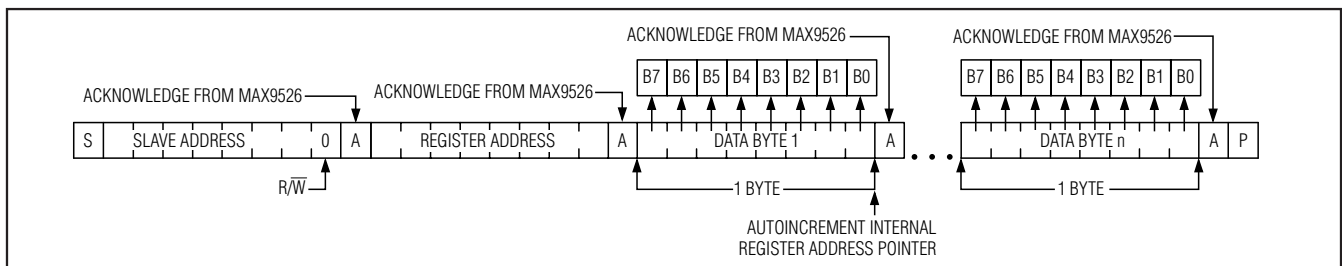 ACKNOWLEDGE FROM MAX9526
ACKNOWLEDGE FROM MAX9526
B7 B6 B5 B4 B3 B2 B1 B0
B7 B6 B5 B4 B3 B2 B1 B0
ACKNOWLEDGE FROM MAX9526
ACKNOWLEDGE FROM MAX9526
S SLAVE ADDRESS 0 A REGISTER ADDRESS A DATA BYTE 1 A • • • DATA BYTE n A P
R/W̅
1 BYTE
1 BYTE
AUTOINCREMENT INTERNAL
REGISTER ADDRESS POINTER